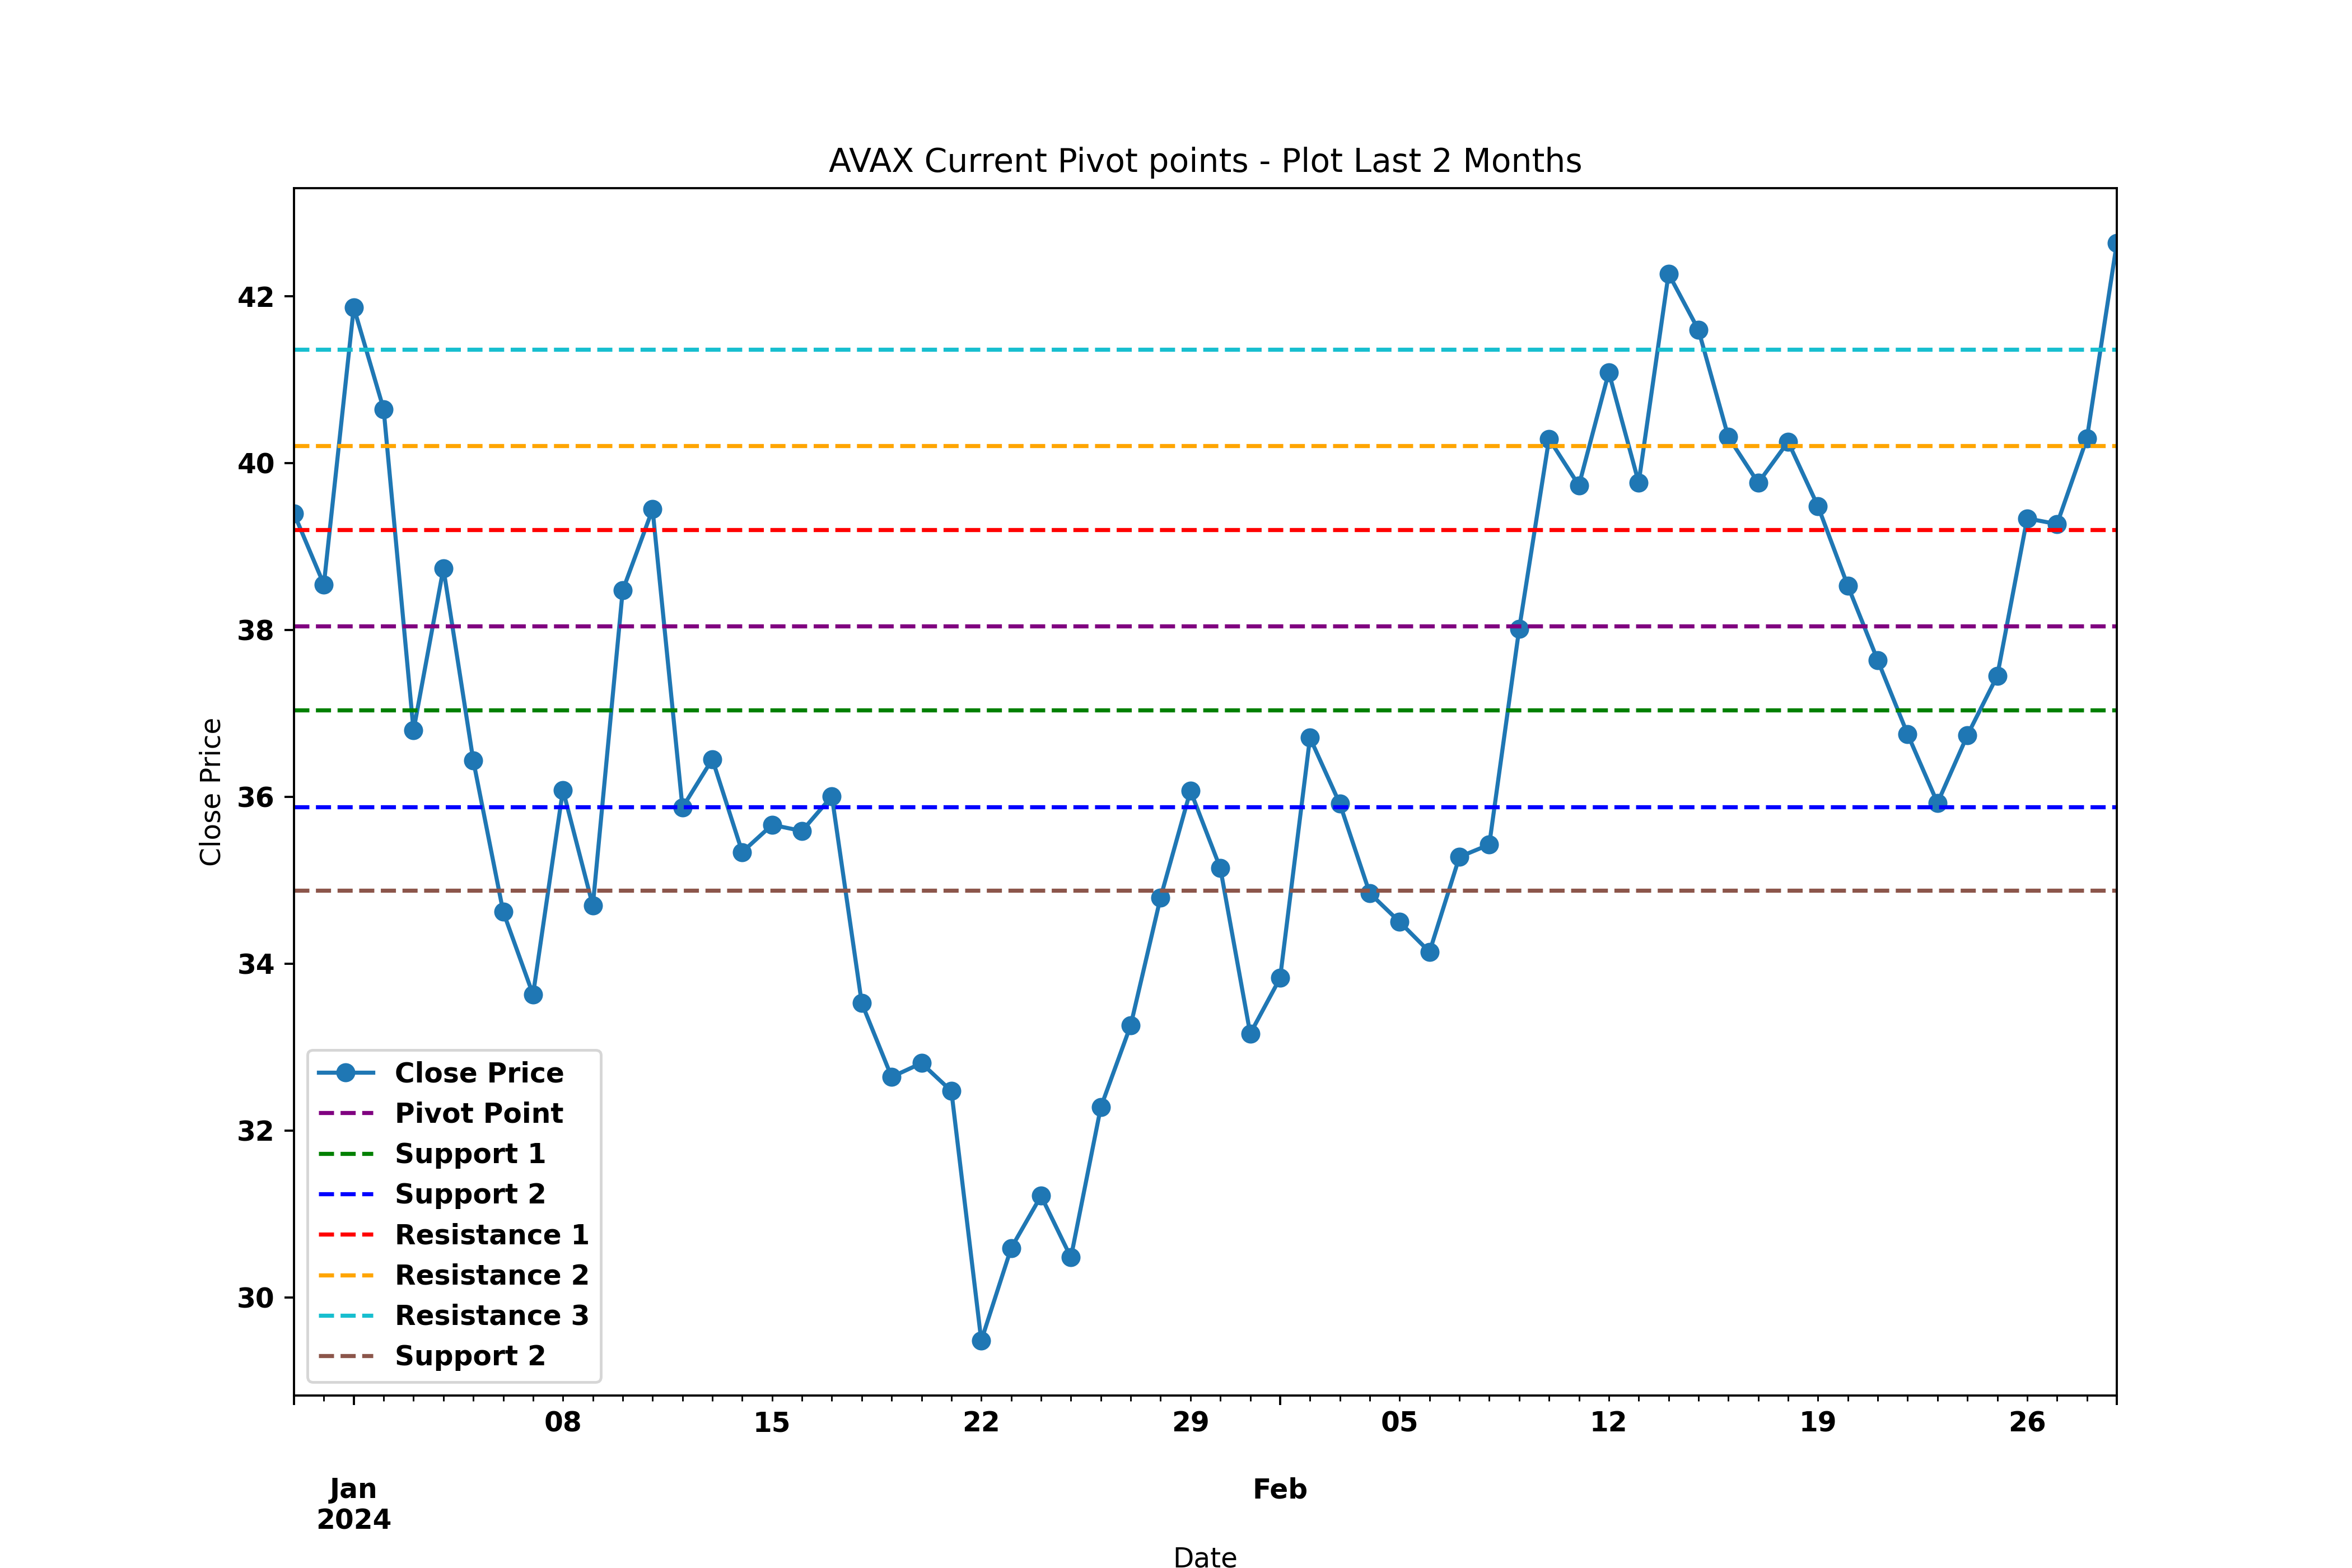 AVAX Current Pivot points - Plot Last 2 Months
Close Price
42
40
38
36
34
32
30
Close Price
Pivot Point
Support 1
Support 2
Resistance 1
Resistance 2
Resistance 3
Support 2
08 15 22 29 05 12 19 26
Jan Feb
2024
Date